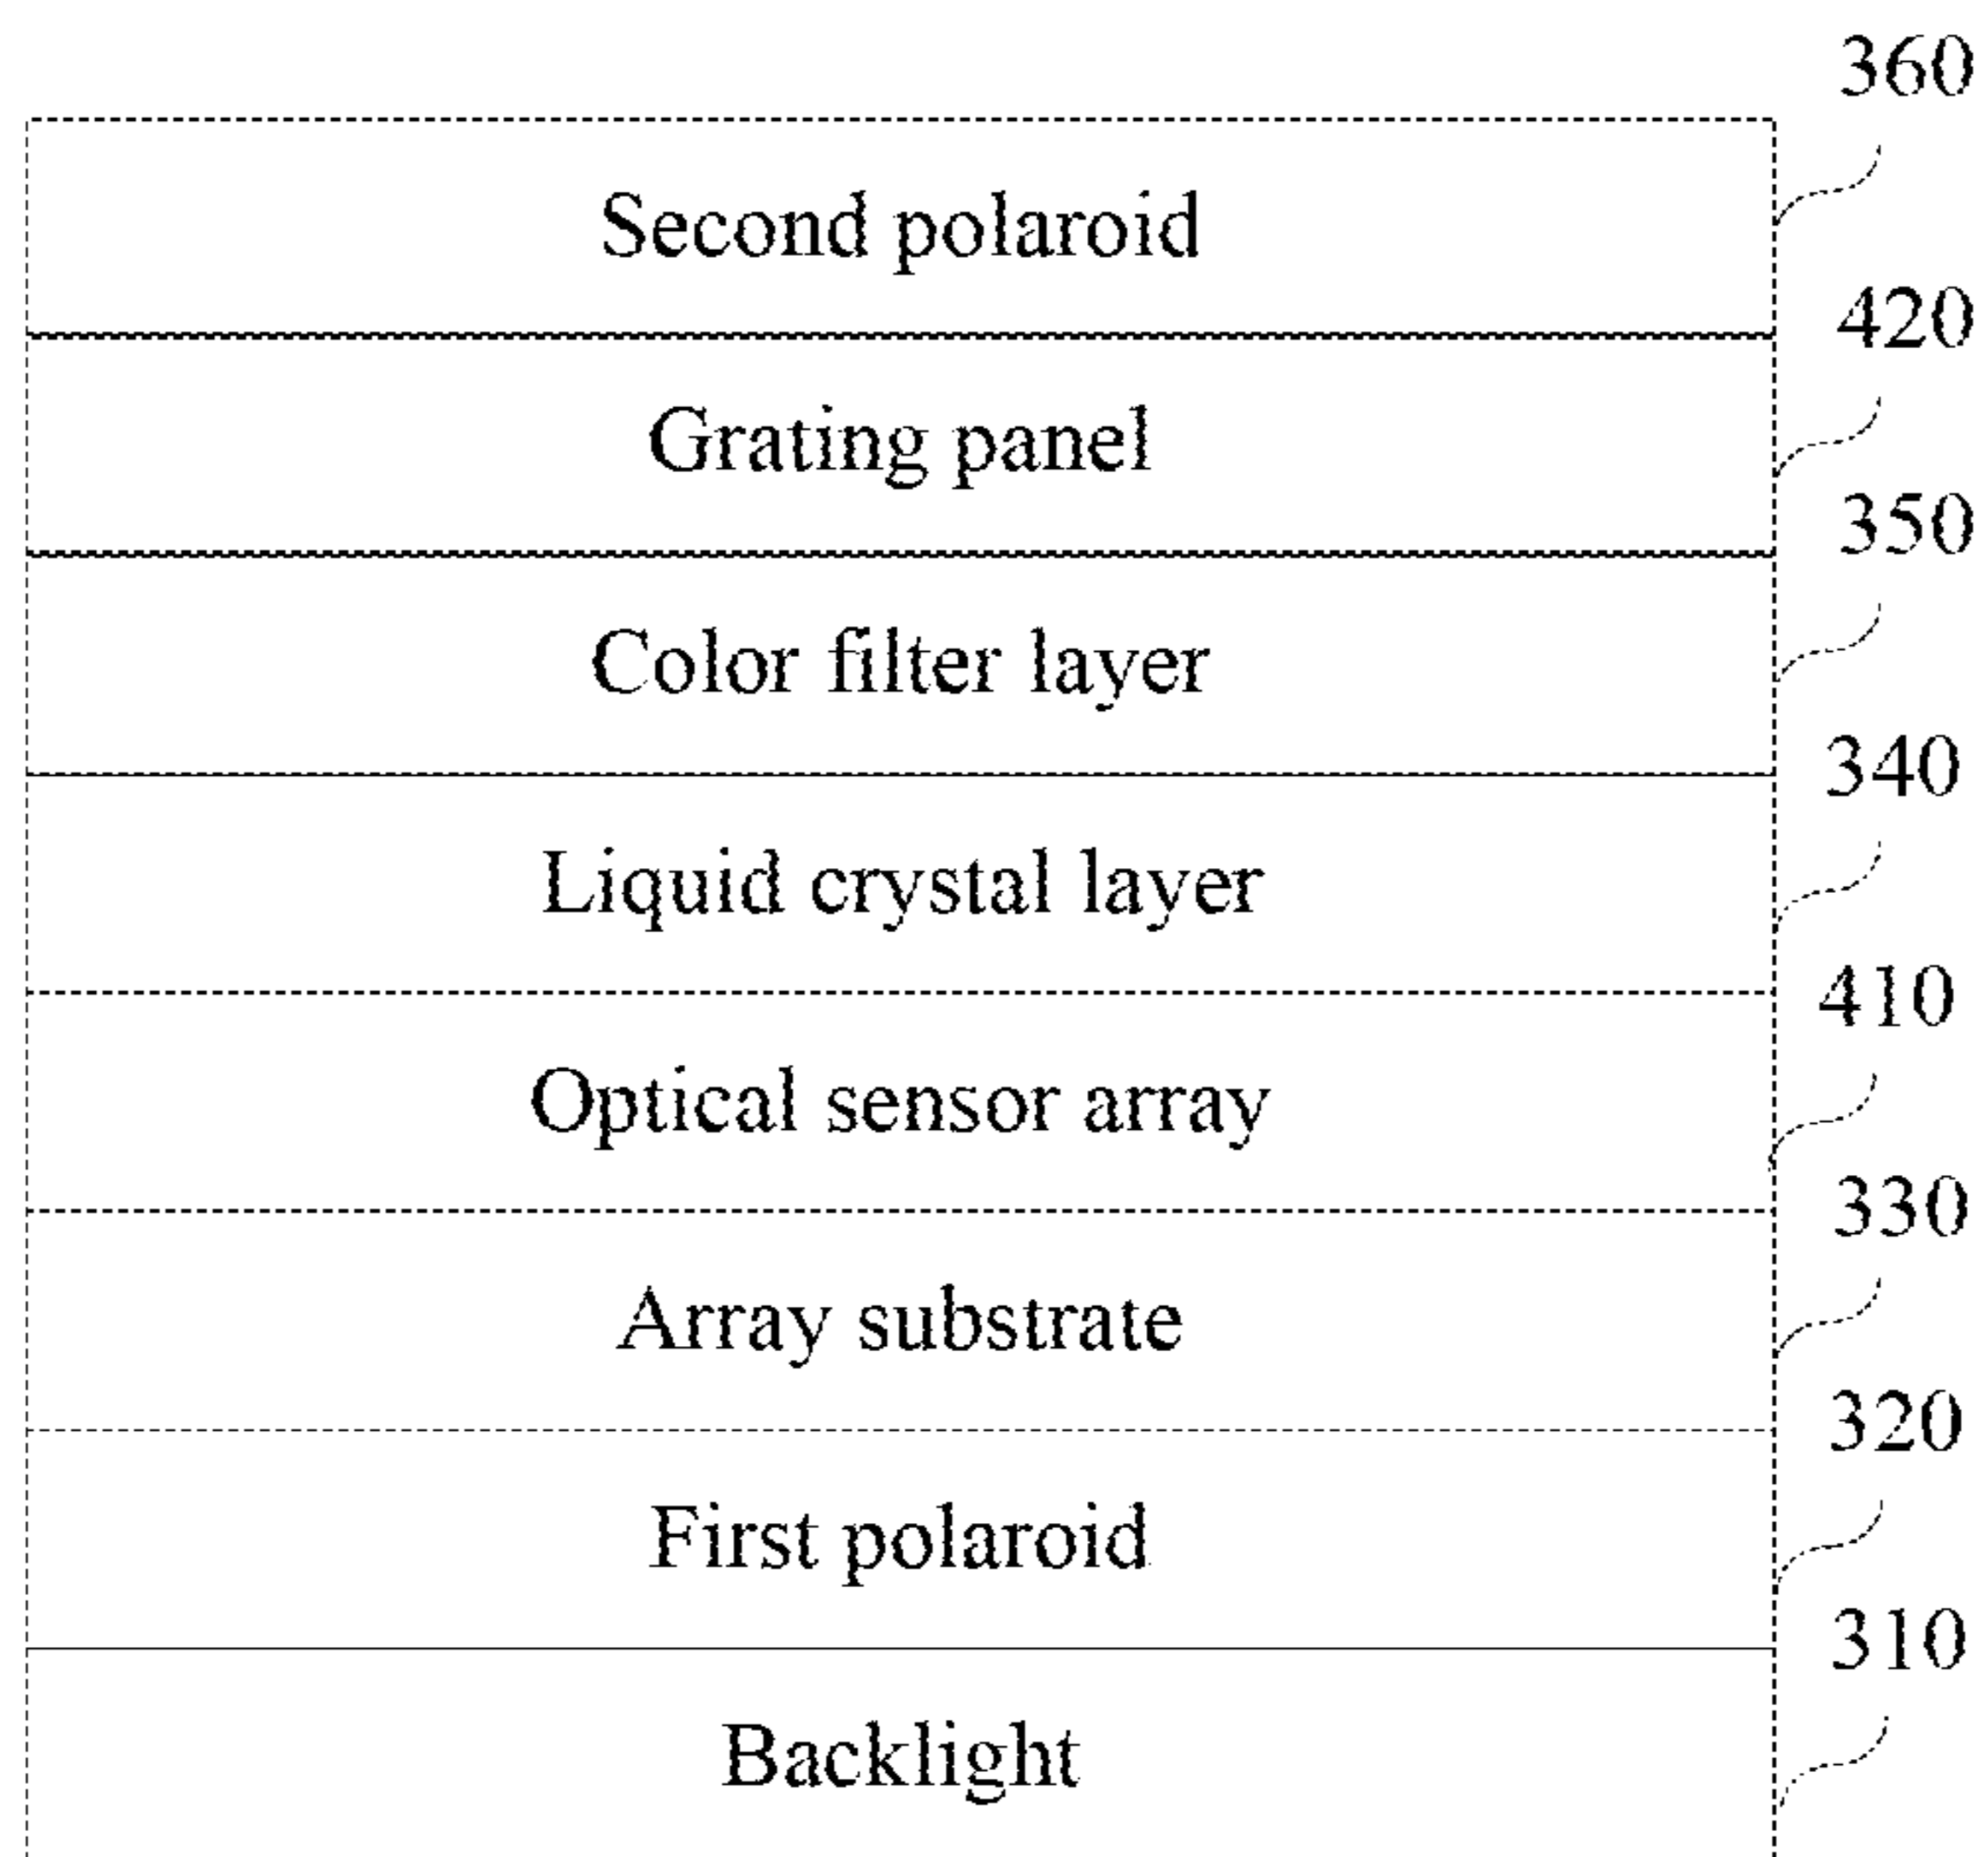 360
Second polaroid
420
Grating panel
350
Color filter layer
340
Liquid crystal layer
410
Optical sensor array
330
Array substrate
320
First polaroid
310
Backlight